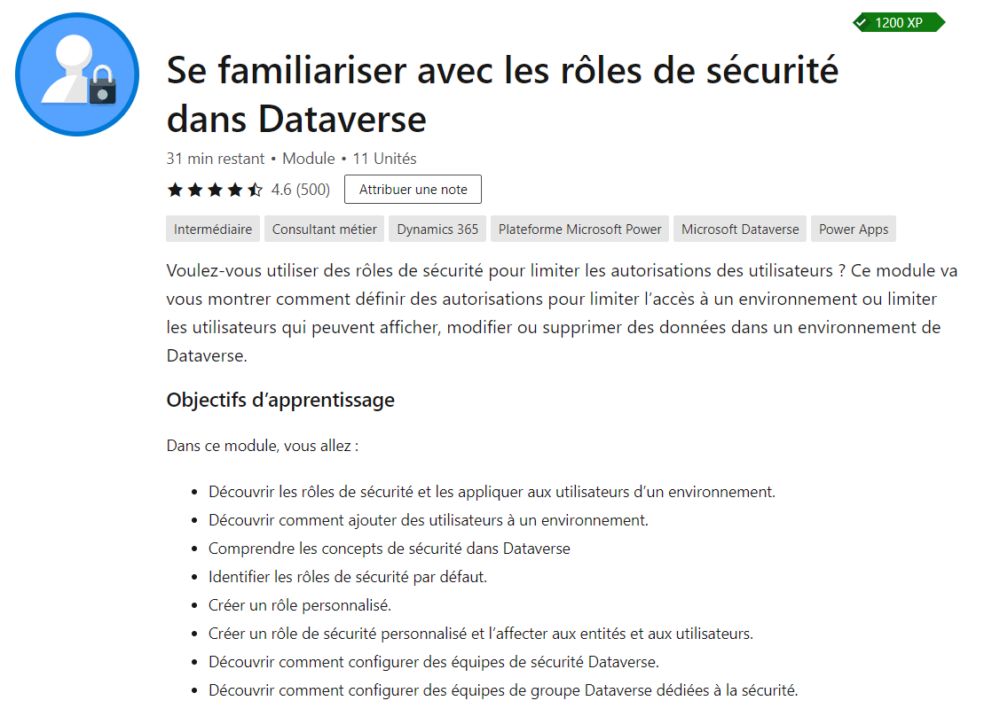 1200 XP
Se familiariser avec les rôles de sécurité
dans Dataverse
31 min restant • Module • 11 Unités
4.6 (500) Attribuer une note
Intermédiaire Consultant métier Dynamics 365 Plateforme Microsoft Power Microsoft Dataverse Power Apps
Voulez-vous utiliser des rôles de sécurité pour limiter les autorisations des utilisateurs ? Ce module va
vous montrer comment définir des autorisations pour limiter l’accès à un environnement ou limiter
les utilisateurs qui peuvent afficher, modifier ou supprimer des données dans un environnement de
Dataverse.
Objectifs d’apprentissage
Dans ce module, vous allez :
• Découvrir les rôles de sécurité et les appliquer aux utilisateurs d’un environnement.
• Découvrir comment ajouter des utilisateurs à un environnement.
• Comprendre les concepts de sécurité dans Dataverse
• Identifier les rôles de sécurité par défaut.
• Créer un rôle personnalisé.
• Créer un rôle de sécurité personnalisé et l’affecter aux entités et aux utilisateurs.
• Découvrir comment configurer des équipes de sécurité Dataverse.
• Découvrir comment configurer des équipes de groupe Dataverse dédiées à la sécurité.